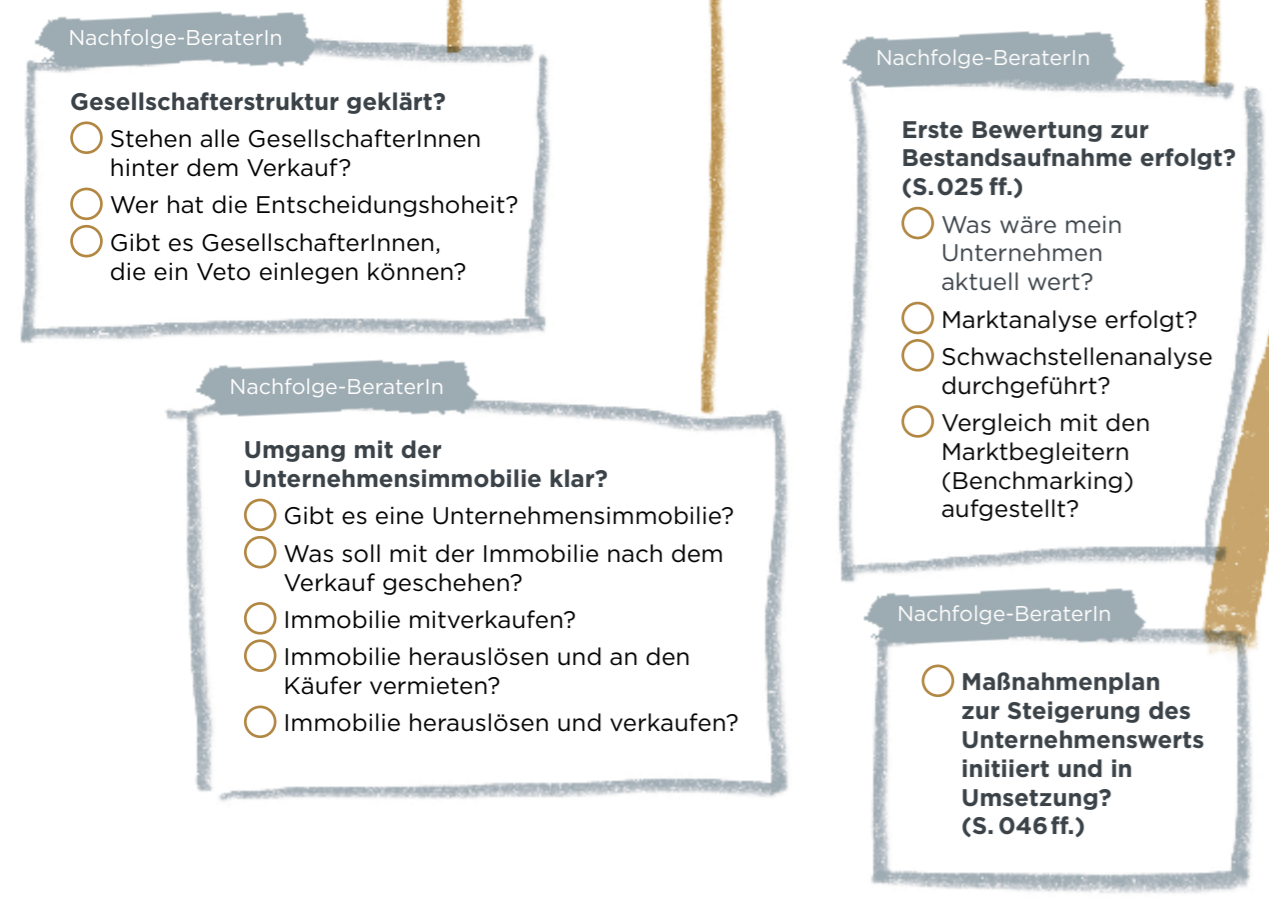 Nachfolge-BeraterIn
Gesellschafterstruktur geklärt?
Stehen alle GesellschafterInnen
hinter dem Verkauf?
Wer hat die Entscheidungshoheit?
Gibt es GesellschafterInnen,
die ein Veto einlegen können?
Nachfolge-BeraterIn
Umgang mit der
Unternehmensimmobilie klar?
Gibt es eine Unternehmensimmobilie?
Was soll mit der Immobilie nach dem
Verkauf geschehen?
Immobilie mitverkaufen?
Immobilie herauslösen und an den
Käufer vermieten?
Immobilie herauslösen und verkaufen?
Nachfolge-BeraterIn
Erste Bewertung zur
Bestandsaufnahme erfolgt?
(S. 025 ff.)
Was wäre mein
Unternehmen
aktuell wert?
Marktanalyse erfolgt?
Schwachstellenanalyse
durchgeführt?
Vergleich mit den
Marktbegleitern
(Benchmarking)
aufgestellt?
Nachfolge-BeraterIn
Maßnahmenplan
zur Steigerung des
Unternehmenswerts
initiiert und in
Umsetzung?
(S. 046 ff.)